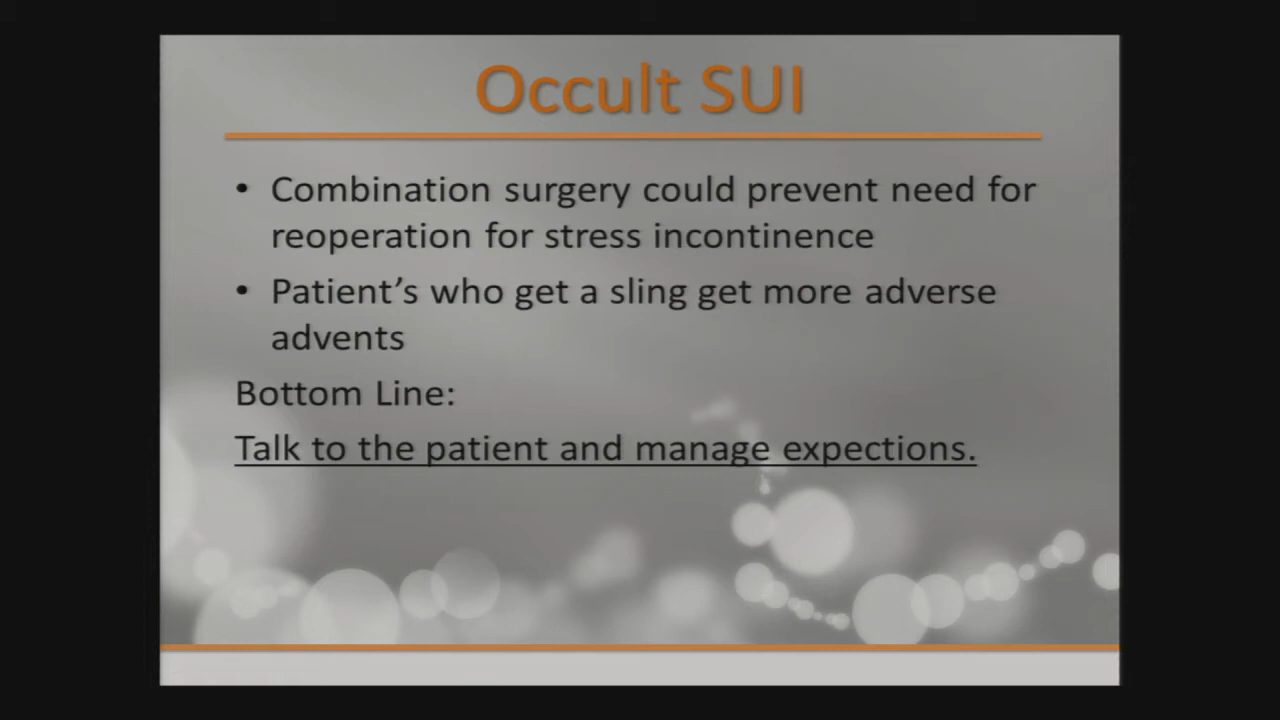 Occult SUI
• Combination surgery could prevent need for
reoperation for stress incontinence
• Patient’s who get a sling get more adverse
advents
Bottom Line:
Talk to the patient and manage expections.